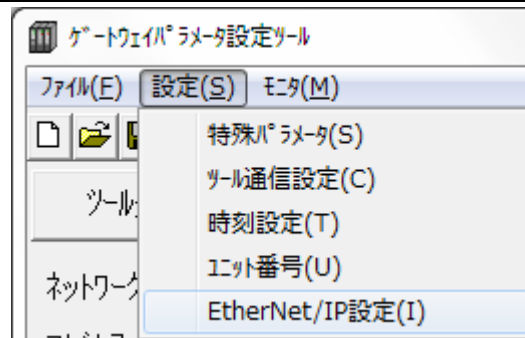 ｹﾞｰﾄｳｪｲﾊﾟﾗﾒｰﾀ設定ﾂｰﾙ
ﾌｧｲﾙ(F) 設定(S) ﾓﾆﾀ(M)
特殊ﾊﾟﾗﾒｰﾀ(S)
ﾂｰﾙ通信設定(C)
ﾂｰﾙ
時刻設定(T)
ﾕﾆｯﾄ番号(U)
ネットワーク
EtherNet/IP設定(I)